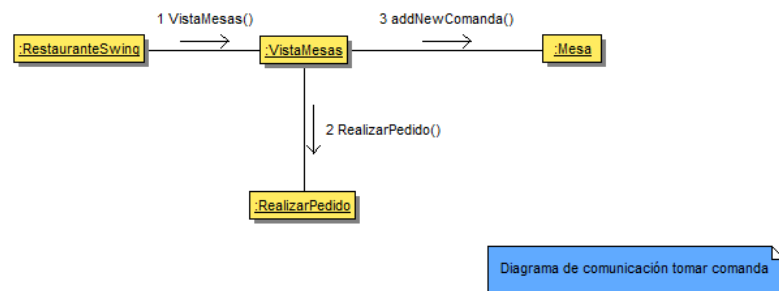 1 VistaMesas()
3 addNewComanda()
:RestauranteSwing
:VistaMesas
:Mesa
2 RealizarPedido()
:RealizarPedido
Diagrama de comunicación tomar comanda